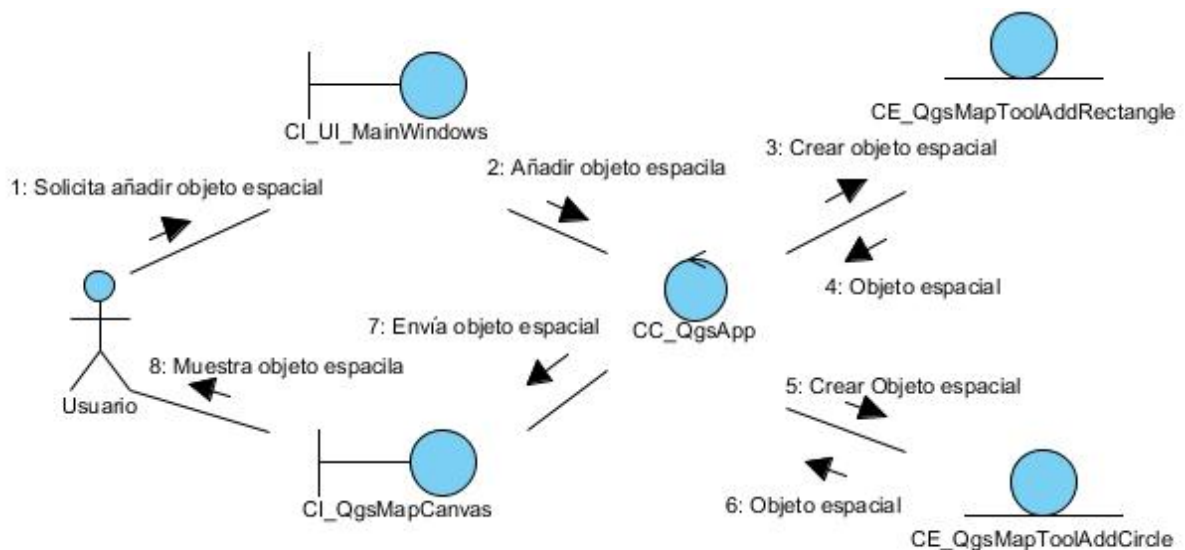 CI_UI_MainWindows
CE_QgsMapToolAddRectangle
1: Solicita añadir objeto espacial
2: Añadir objeto espacila
3: Crear objeto espacial
4: Objeto espacial
CC_QgsApp
7: Envía objeto espacial
8: Muestra objeto espacila
Usuario
5: Crear Objeto espacial
CI_QgsMapCanvas
6: Objeto espacial
CE_QgsMapToolAddCircle